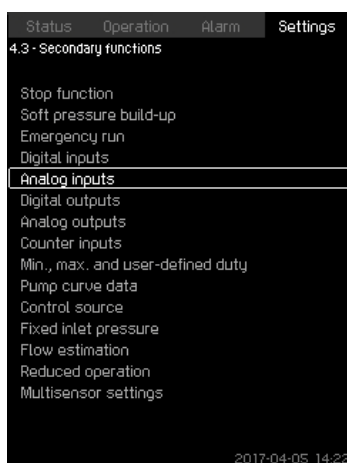 Status Operation Alarm Settings
4.3 - Secondary functions
Stop function
Soft pressure build-up
Emergency run
Digital inputs
Analog inputs
Digital outputs
Analog outputs
Counter inputs
Min., max. and user-defined duty
Pump curve data
Control source
Fixed inlet pressure
Flow estimation
Reduced operation
Multisensor settings
2017-04-05 14:22